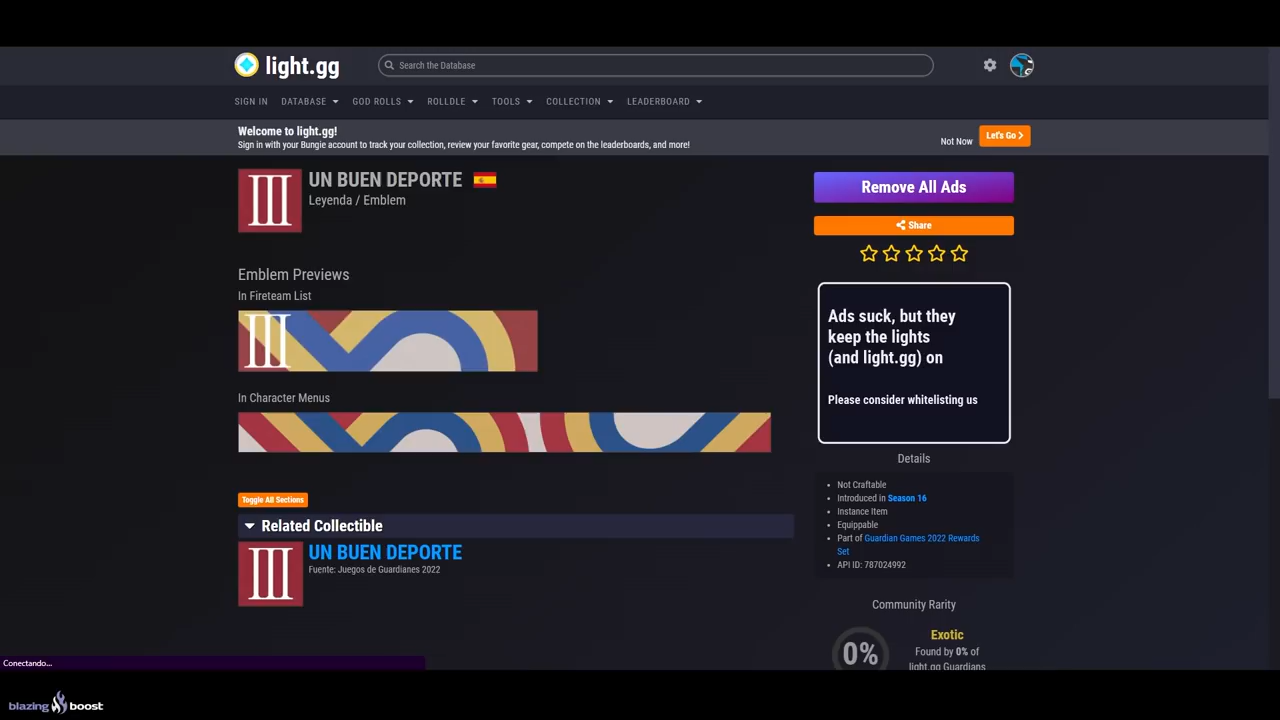 light.gg
Search the Database
SIGN IN DATABASE GOD ROLLS ROLLDLE TOOLS COLLECTION LEADERBOARD
Welcome to light.gg!
Sign in with your Bungie account to track your collection, review your favorite gear, compete on the leaderboards, and more!
Not Now
Let's Go
III
UN BUEN DEPORTE
Leyenda / Emblem
Emblem Previews
In Fireteam List
III
In Character Menus
Toggle All Sections
Related Collectible
III
UN BUEN DEPORTE
Fuente: Juegos de Guardianes 2022
Remove All Ads
Share
Ads suck, but they
keep the lights
(and light.gg) on
Please consider whitelisting us
Details
Not Craftable
Introduced in Season 16
Instance Item
Equippable
Part of Guardian Games 2022 Rewards
Set
API ID: 787024992
Community Rarity
0%
Exotic
Found by 0% of
light.gg Guardians
Conectando...
blazing boost